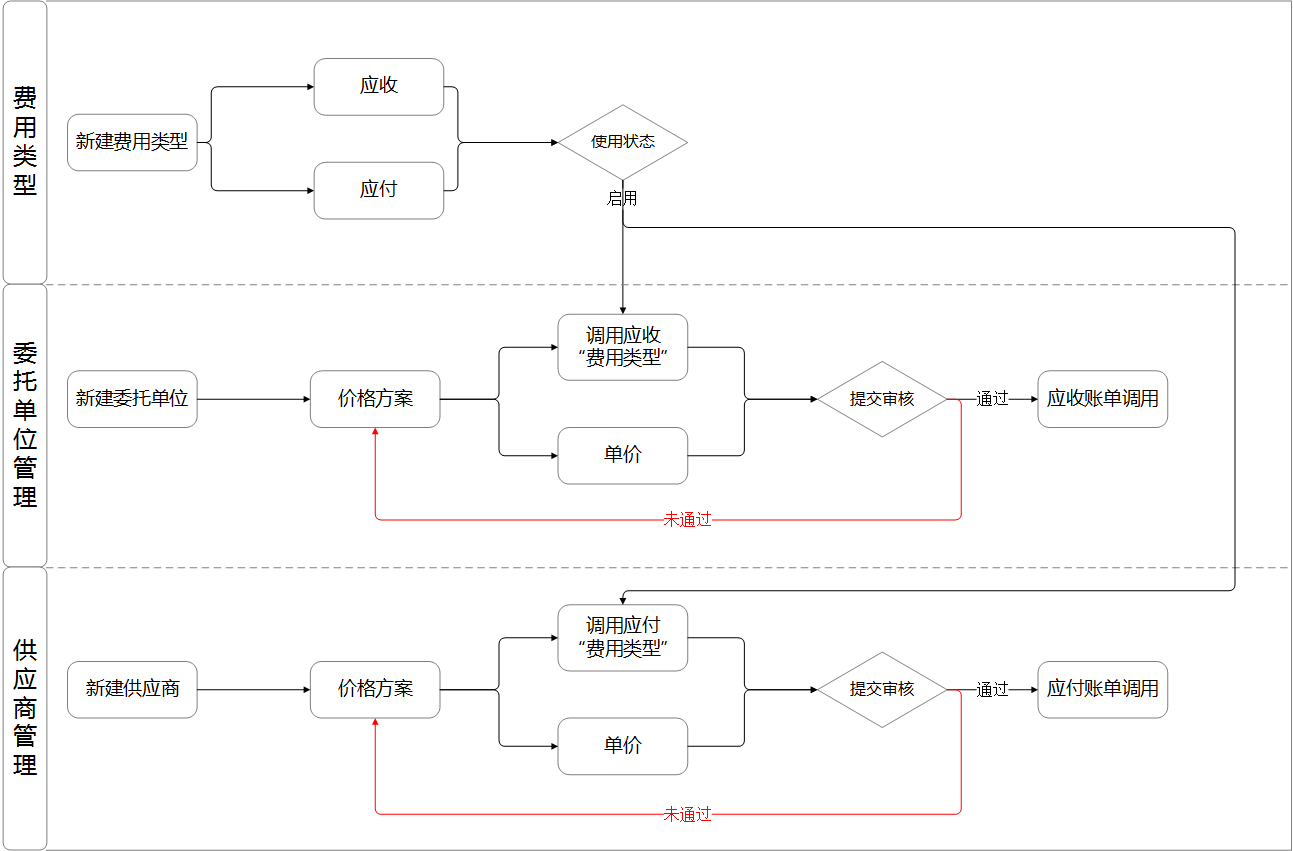 费用类型
新建费用类型
应收
应付
使用状态
启用
委托单位管理
新建委托单位
价格方案
调用应收
“费用类型”
单价
提交审核
通过
应收账单调用
未通过
供应商管理
新建供应商
价格方案
调用应付
“费用类型”
单价
提交审核
通过
应付账单调用
未通过